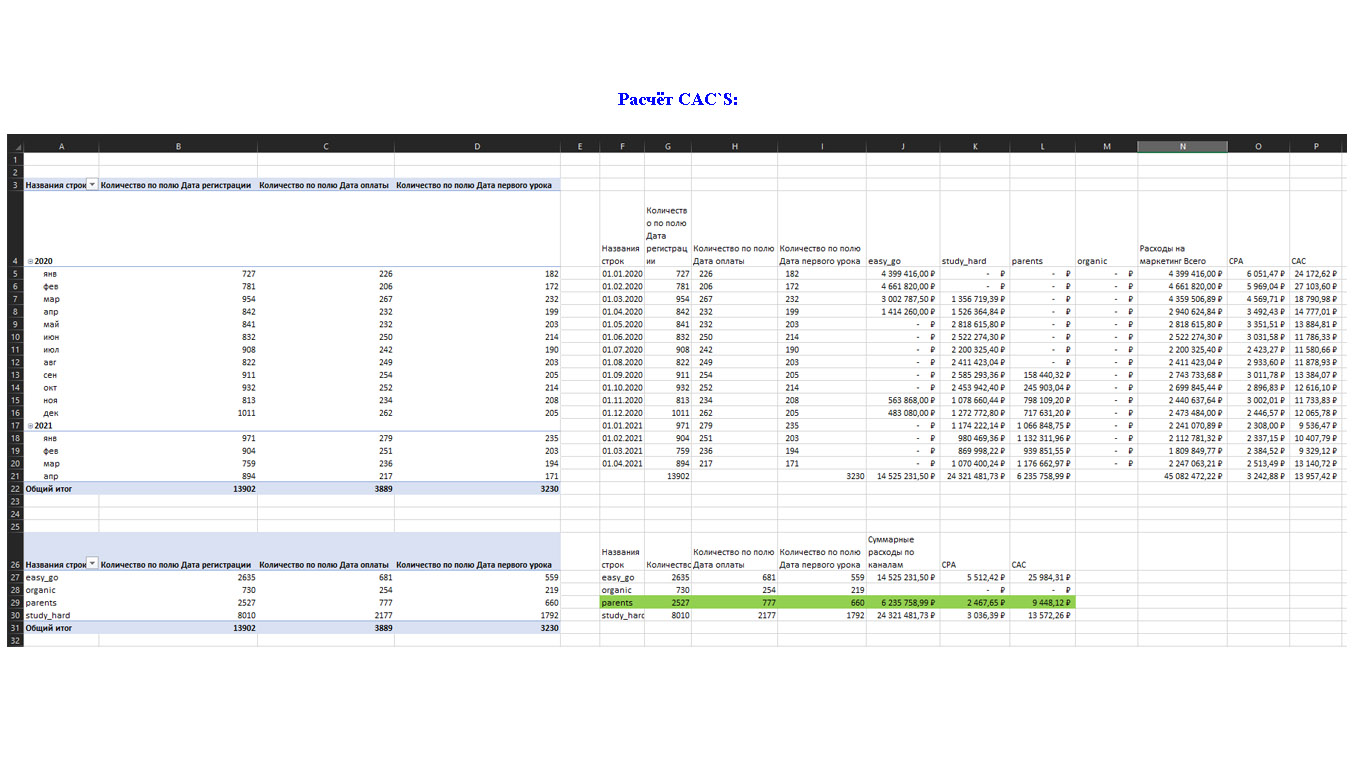 Расчёт CAC`S:
A B C D E F G H I J K L M N O P
1
2
3 Названия строк Количество по полю Дата регистрации Количество по полю Дата оплаты Количество по полю Дата первого урока
4 2020 Названия строк Количество по полю Дата регистрации Количество по полю Дата оплаты Количество по полю Дата первого урока easy_go study_hard parents organic Расходы на маркетинг Всего CPA CAC
5 янв 727 226 182 01.01.2020 727 226 182 4 399 416,00 ₽ - ₽ - ₽ - ₽ 4 399 416,00 ₽ 6 051,47 ₽ 24 172,62 ₽
6 фев 781 206 172 01.02.2020 781 206 172 4 661 820,00 ₽ - ₽ - ₽ - ₽ 4 661 820,00 ₽ 5 969,04 ₽ 27 103,60 ₽
7 мар 954 267 232 01.03.2020 954 267 232 3 002 787,50 ₽ 1 356 719,39 ₽ - ₽ - ₽ 4 359 506,89 ₽ 4 569,71 ₽ 18 790,98 ₽
8 апр 842 232 199 01.04.2020 842 232 199 1 414 260,00 ₽ 1 526 364,84 ₽ - ₽ - ₽ 2 940 624,84 ₽ 3 492,43 ₽ 14 777,01 ₽
9 май 841 232 203 01.05.2020 841 232 203 - ₽ 2 818 615,80 ₽ - ₽ - ₽ 2 818 615,80 ₽ 3 351,51 ₽ 13 884,81 ₽
10 июн 832 250 214 01.06.2020 832 250 214 - ₽ 2 522 274,30 ₽ - ₽ - ₽ 2 522 274,30 ₽ 3 031,58 ₽ 11 786,33 ₽
11 июл 908 242 190 01.07.2020 908 242 190 - ₽ 2 200 325,40 ₽ - ₽ - ₽ 2 200 325,40 ₽ 2 423,27 ₽ 11 580,66 ₽
12 авг 822 249 203 01.08.2020 822 249 203 - ₽ 2 411 423,04 ₽ - ₽ - ₽ 2 411 423,04 ₽ 2 933,60 ₽ 11 878,93 ₽
13 сен 911 254 205 01.09.2020 911 254 205 - ₽ 2 585 293,36 ₽ 158 440,32 ₽ - ₽ 2 743 733,68 ₽ 3 011,78 ₽ 13 384,07 ₽
14 окт 932 252 214 01.10.2020 932 252 214 - ₽ 2 453 942,40 ₽ 245 903,04 ₽ - ₽ 2 699 845,44 ₽ 2 896,83 ₽ 12 616,10 ₽
15 ноя 813 234 208 01.11.2020 813 234 208 563 868,00 ₽ 1 078 660,44 ₽ 798 109,20 ₽ - ₽ 2 440 637,64 ₽ 3 002,01 ₽ 11 733,83 ₽
16 дек 1011 262 205 01.12.2020 1011 262 205 483 080,00 ₽ 1 272 772,80 ₽ 717 631,20 ₽ - ₽ 2 473 484,00 ₽ 2 446,57 ₽ 12 065,78 ₽
17 2021 01.01.2021 971 279 235 - ₽ 1 174 222,14 ₽ 1 066 848,75 ₽ - ₽ 2 241 070,89 ₽ 2 308,00 ₽ 9 536,47 ₽
18 янв 971 279 235 01.02.2021 904 251 203 - ₽ 980 469,36 ₽ 1 132 311,96 ₽ - ₽ 2 112 781,32 ₽ 2 337,15 ₽ 10 407,79 ₽
19 фев 904 251 203 01.03.2021 759 236 194 - ₽ 869 998,22 ₽ 939 851,55 ₽ - ₽ 1 809 849,77 ₽ 2 384,52 ₽ 9 329,12 ₽
20 мар 759 236 194 01.04.2021 894 217 171 - ₽ 1 070 400,24 ₽ 1 176 662,97 ₽ - ₽ 2 247 063,21 ₽ 2 513,49 ₽ 13 140,72 ₽
21 апр 894 217 171 13902 3230 14 525 231,50 ₽ 24 321 481,73 ₽ 6 235 758,99 ₽ 45 082 472,22 ₽ 3 242,88 ₽ 13 957,42 ₽
22 Общий итог 13902 3889 3230
23
24
25
26 Названия строк Количество по полю Дата регистрации Количество по полю Дата оплаты Количество по полю Дата первого урока Названия строк Количеств Количество по полю Дата оплаты Количество по полю Дата первого урока Суммарные расходы по каналам CPA CAC
27 easy_go 2635 681 559 easy_go 2635 681 559 14 525 231,50 ₽ 5 512,42 ₽ 25 984,31 ₽
28 organic 730 254 219 organic 730 254 219 - ₽ - ₽
29 parents 2527 777 660 parents 2527 777 660 6 235 758,99 ₽ 2 467,65 ₽ 9 448,12 ₽
30 study_hard 8010 2177 1792 study_hard 8010 2177 1792 24 321 481,73 ₽ 3 036,39 ₽ 13 572,26 ₽
31 Общий итог 13902 3889 3230
32